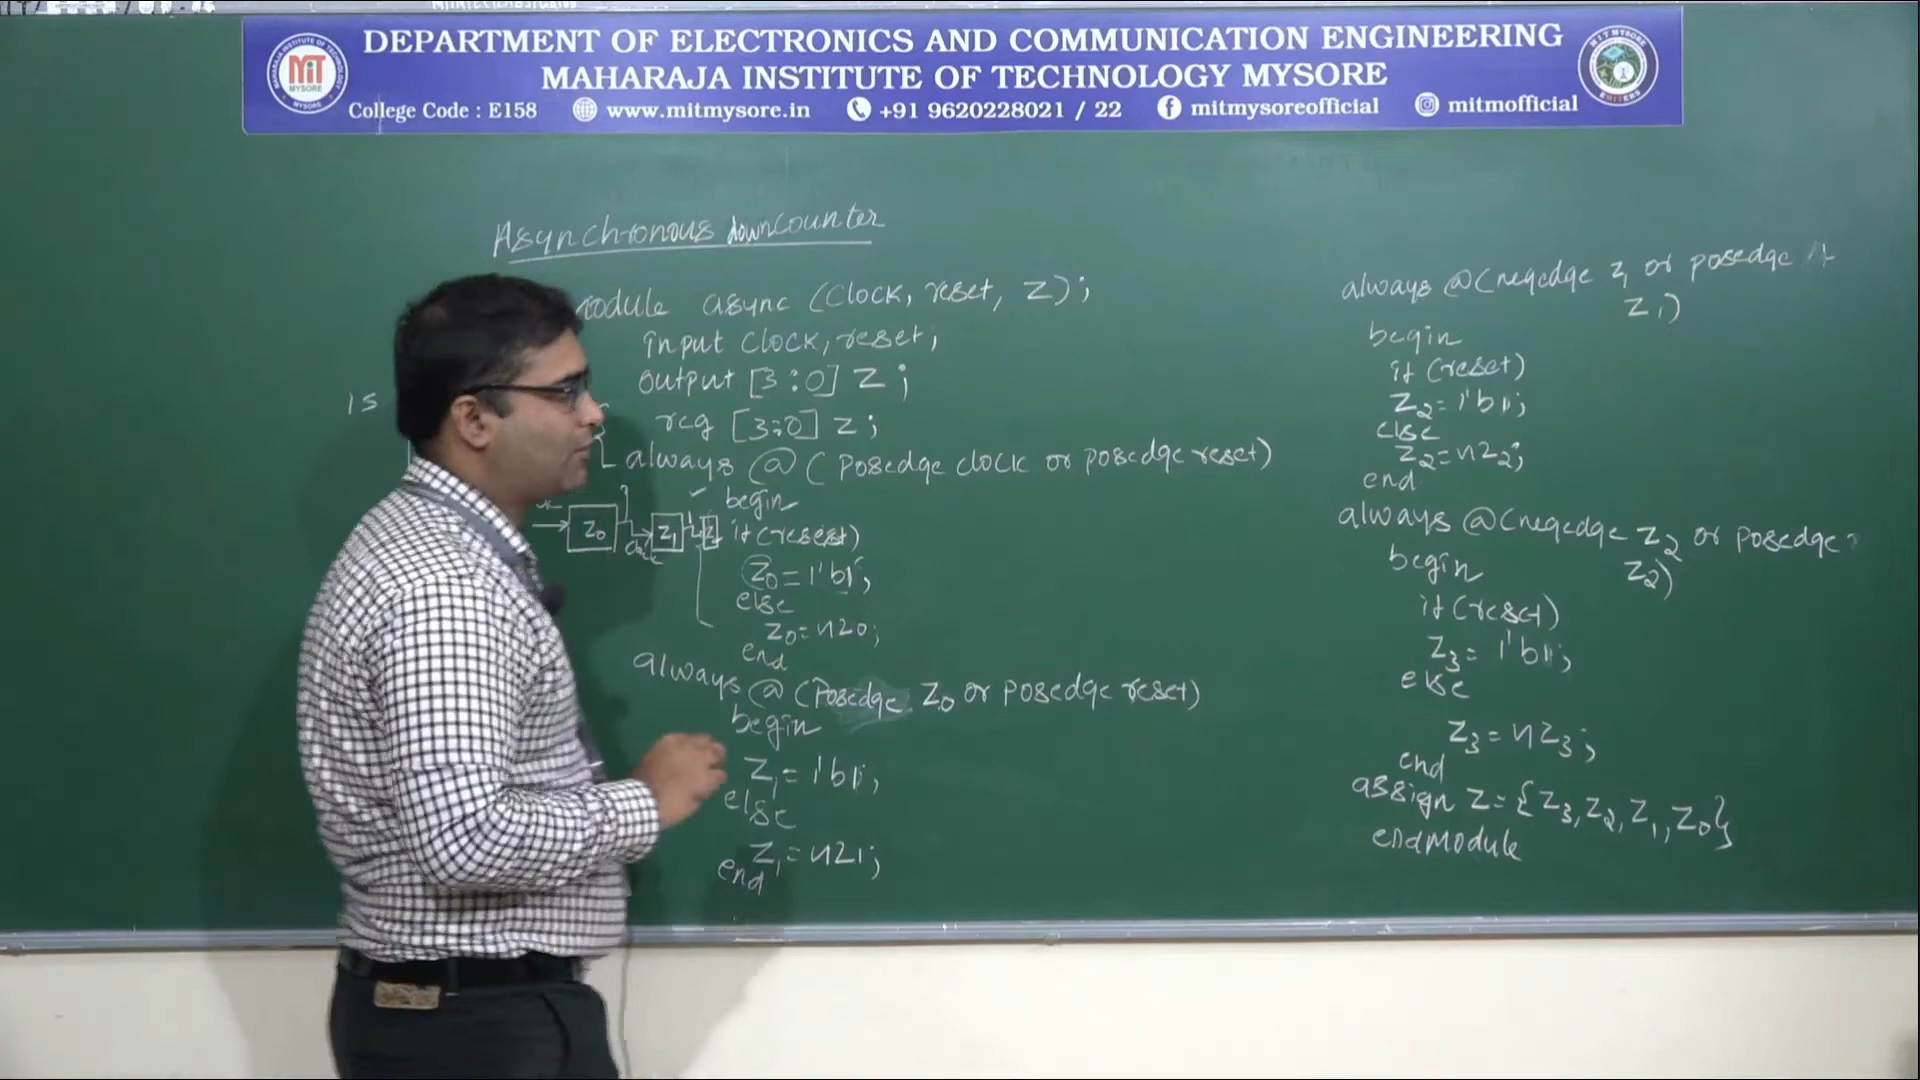 DEPARTMENT OF ELECTRONICS AND COMMUNICATION ENGINEERING
MAHARAJA INSTITUTE OF TECHNOLOGY MYSORE
College Code : E158 www.mitmysore.in +91 9620228021 / 22 mitmysoreofficial mitmofficial
MIT
MYSORE
Asynchronous downcounter
module async (Clock, reset, Z);
input Clock, reset;
output [3:0] Z;
reg [3:0] Z;
always @ (posedge clock or posedge reset)
begin
if (reset)
Z0 = 1'b1;
else
Z0 = ~Z0;
end
always @ (Posedge Z0 or posedge reset)
begin
Z1 = 1'b1;
else
Z1 = ~Z1;
end
15
Z0
Z1
always @ (negedge Z1 or posedge
Z1)
begin
if (reset)
Z2 = 1'b1;
else
Z2 = ~Z2;
end
always @ (negedge Z2 or posedge
Z2)
begin
if (reset)
Z3 = 1'b1;
else
Z3 = ~Z3;
end
assign Z = {Z3, Z2, Z1, Z0}
endmodule